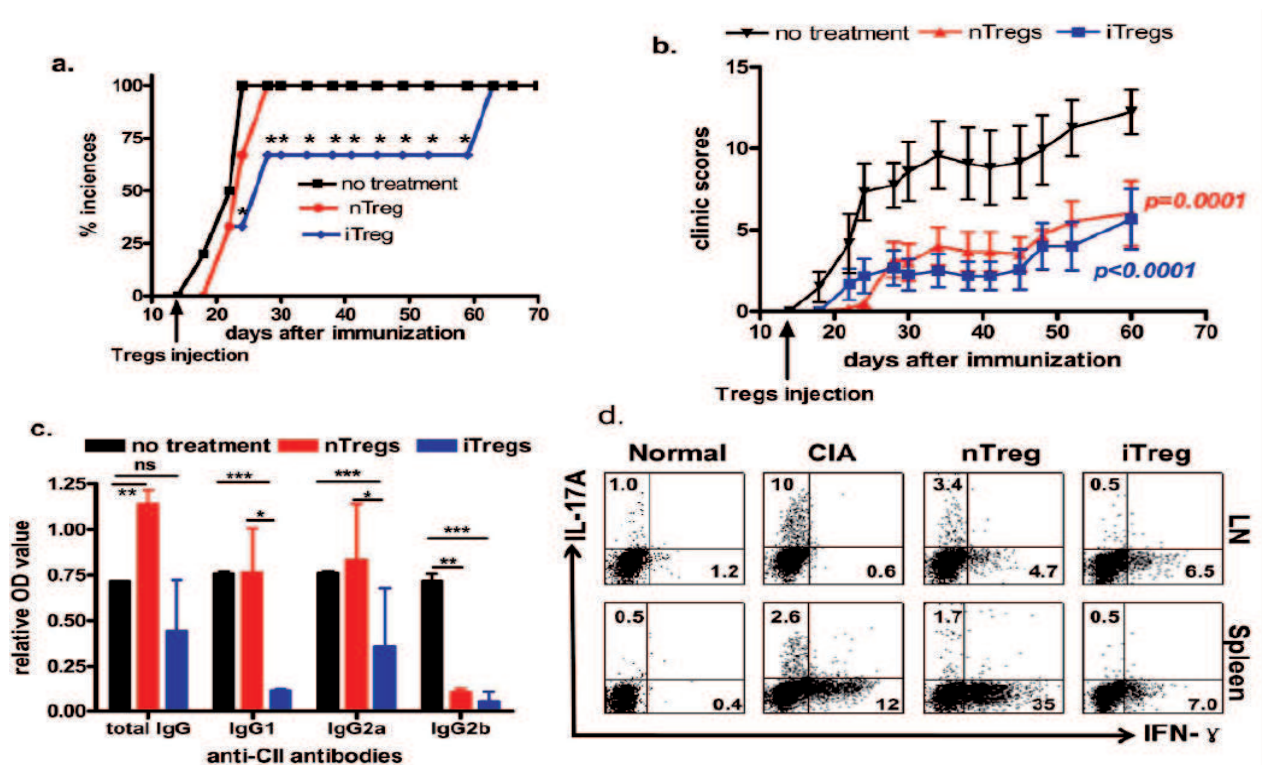 a.
% inciences
100
75
50
25
0
** * * * * * *
*
no treatment
nTreg
iTreg
10 20 30 40 50 60 70
days after immunization
Tregs injection
b.
no treatment nTregs iTregs
clinic scores
15
10
5
0
p=0.0001
p<0.0001
10 20 30 40 50 60 70
days after immunization
Tregs injection
c.
no treatment nTregs iTregs
relative OD value
1.25
1.00
0.75
0.50
0.25
0.00
ns
**
***
*
***
*
***
**
total IgG IgG1 IgG2a IgG2b
anti-CII antibodies
d.
Normal CIA nTreg iTreg
IL-17A
1.0 10 3.4 0.5
1.2 0.6 4.7 6.5
LN
0.5 2.6 1.7 0.5
0.4 12 35 7.0
Spleen
IFN- γ